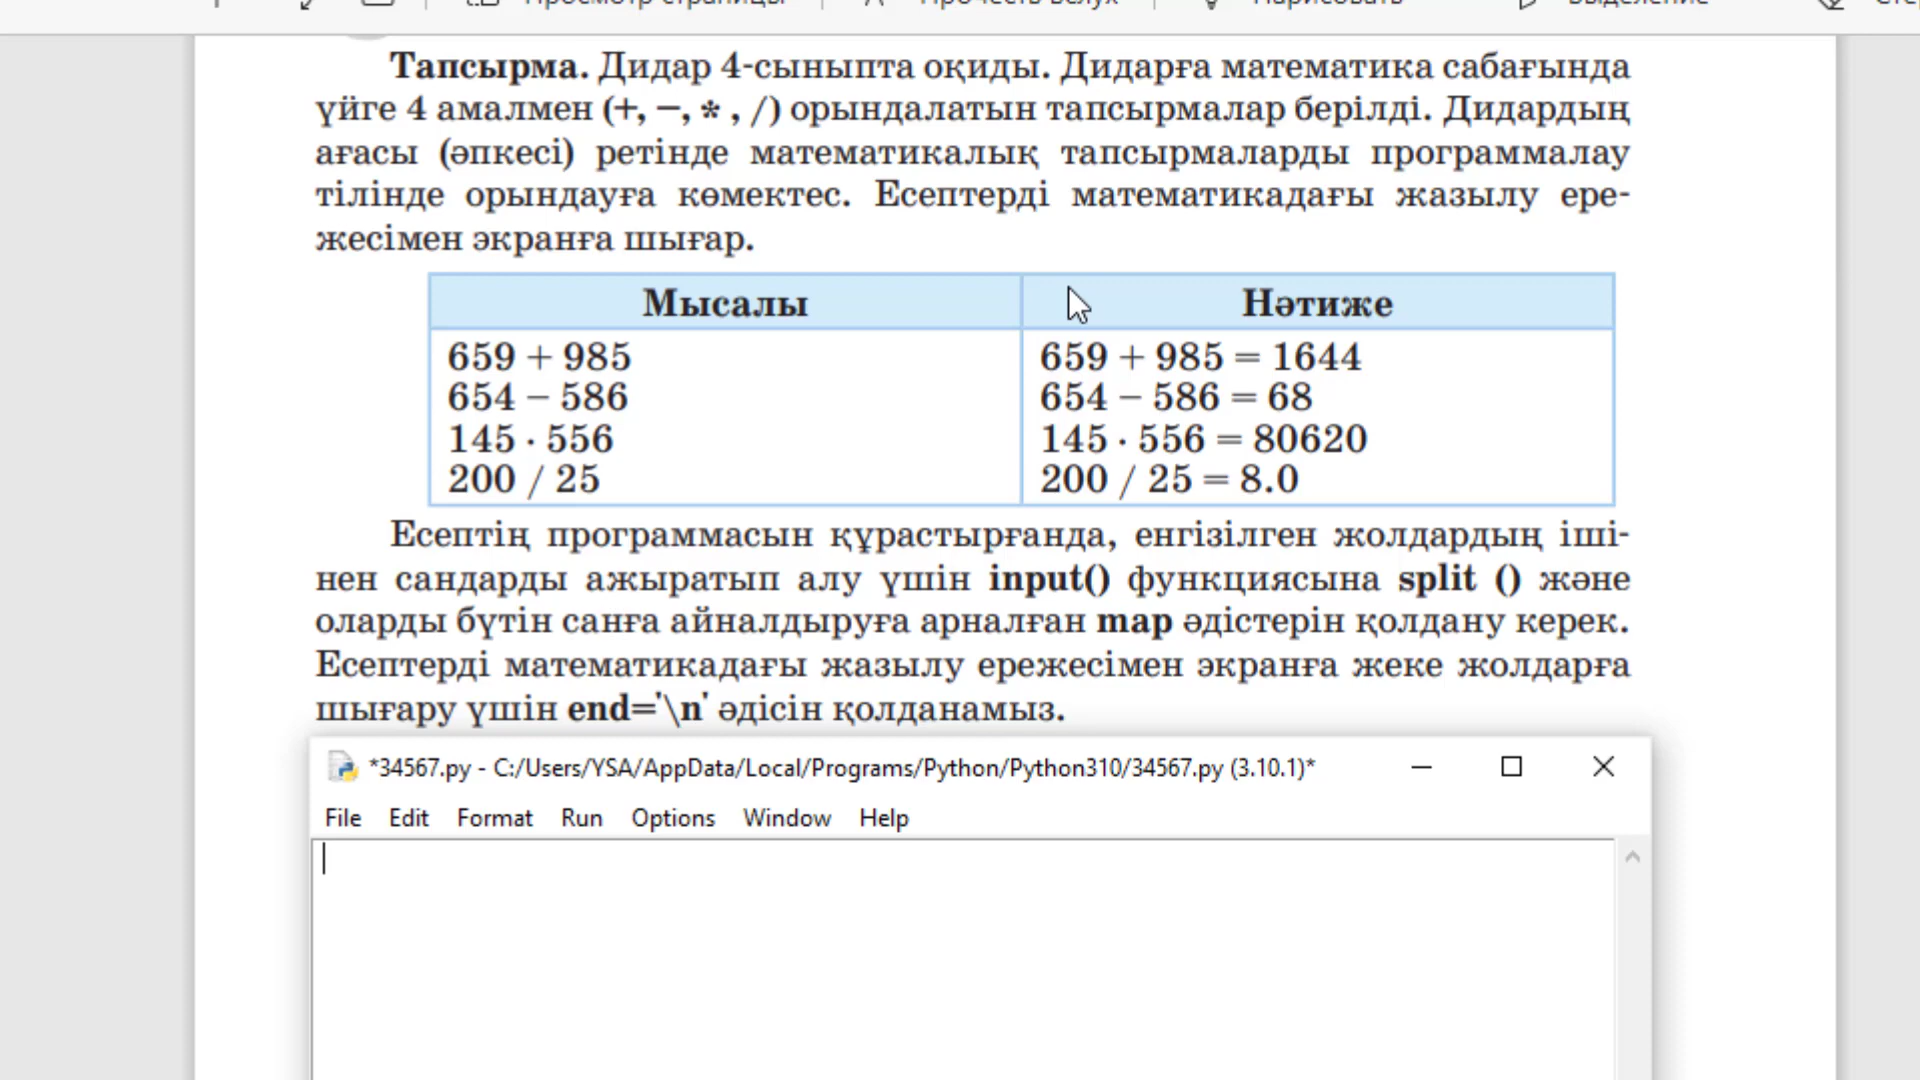 Тапсырма. Дидар 4-сыныпта оқиды. Дидарға математика сабағында
үйге 4 амалмен (+, −, * , /) орындалатын тапсырмалар берілді. Дидардың
ағасы (әпкесі) ретінде математикалық тапсырмаларды программалау
тілінде орындауға көмектес. Есептерді математикадағы жазылу ере-
жесімен экранға шығар.
Мысалы Нәтиже
659 + 985 659 + 985 = 1644
654 − 586 654 − 586 = 68
145 · 556 145 · 556 = 80620
200 / 25 200 / 25 = 8.0
Есептің программасын құрастырғанда, енгізілген жолдардың іші-
нен сандарды ажыратып алу үшін input() функциясына split () және
оларды бүтін санға айналдыруға арналған map әдістерін қолдану керек.
Есептерді математикадағы жазылу ережесімен экранға жеке жолдарға
шығару үшін end='\n' әдісін қолданамыз.
*34567.py - C:/Users/YSA/AppData/Local/Programs/Python/Python310/34567.py (3.10.1)*
File Edit Format Run Options Window Help